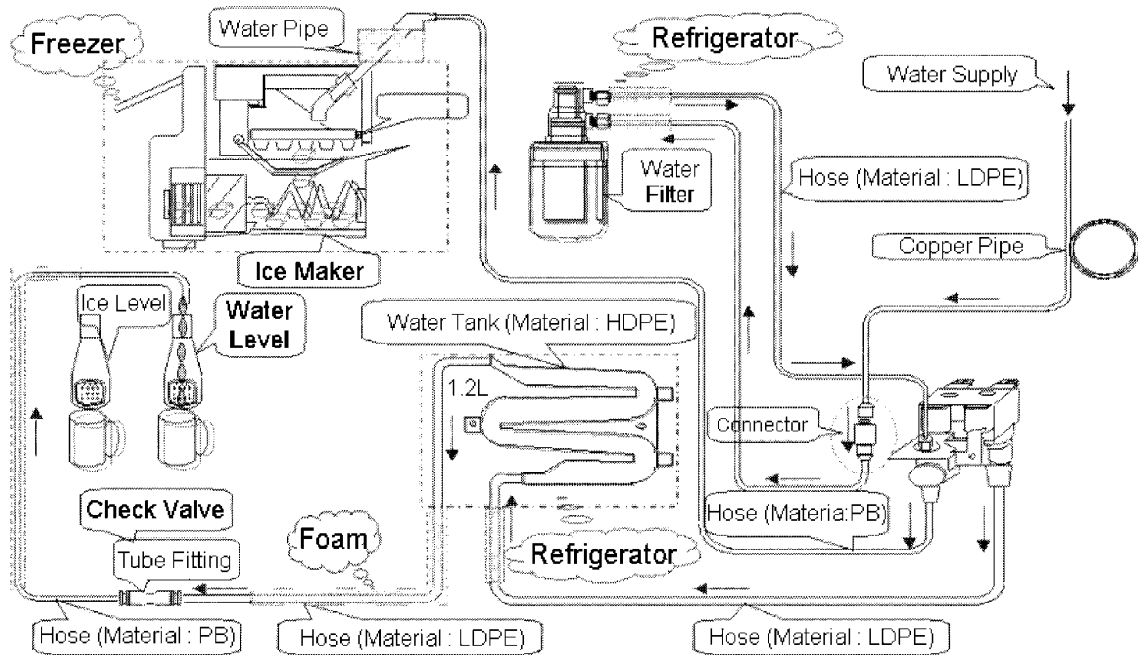 Water Pipe
Freezer
Refrigerator
Water Supply
Water
Filter
Hose (Material : LDPE)
Copper Pipe
Ice Maker
Ice Level
Water
Level
Water Tank (Material : HDPE)
1.2L
Connector
Hose (Materia:PB)
Check Valve
Tube Fitting
Foam
Refrigerator
Hose (Material : PB)
Hose (Material : LDPE)
Hose (Material : LDPE)